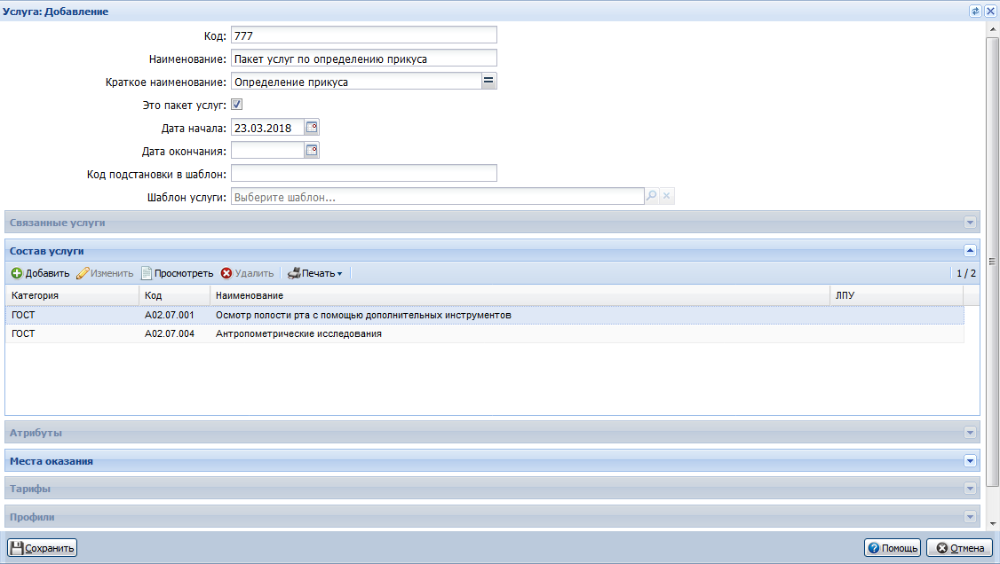 Услуга: Добавление
Код: 777
Наименование: Пакет услуг по определению прикуса
Краткое наименование: Определение прикуса
Это пакет услуг:
Дата начала: 23.03.2018
Дата окончания:
Код подстановки в шаблон:
Шаблон услуги: Выберите шаблон...
Связанные услуги
Состав услуги
Добавить Изменить Просмотреть Удалить Печать 1 / 2
Категория Код Наименование ЛПУ
ГОСТ A02.07.001 Осмотр полости рта с помощью дополнительных инструментов
ГОСТ A02.07.004 Антропометрические исследования
Атрибуты
Места оказания
Тарифы
Профили
Сохранить Помощь Отмена